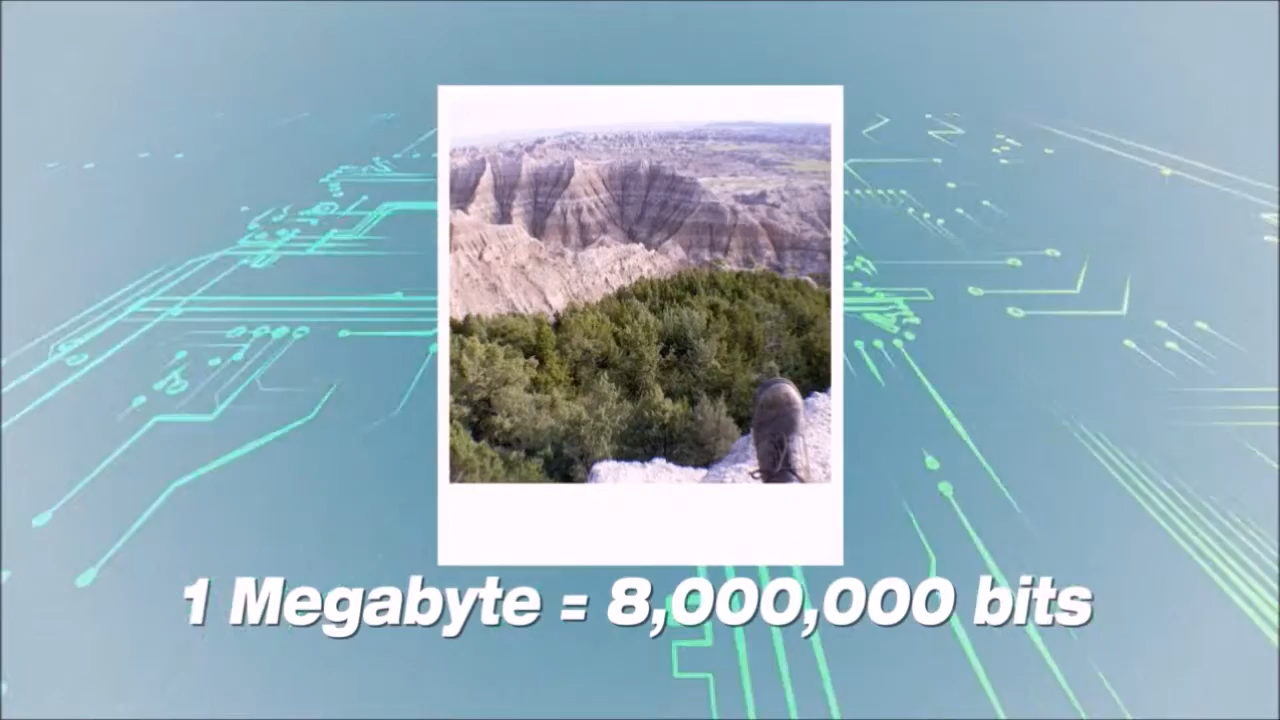 1 Megabyte = 8,000,000 bits